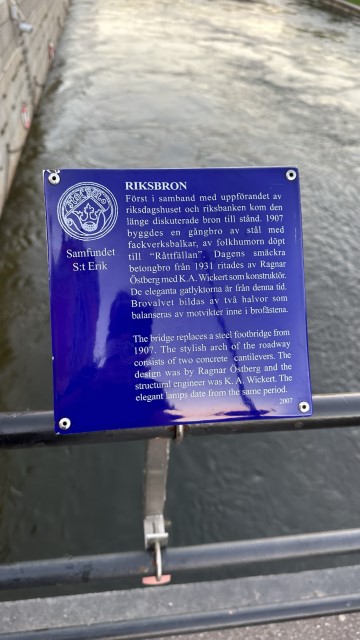 RIKSBRON
Först i samband med uppförandet av
riksdagshuset och riksbanken kom den
länge diskuterade bron till stånd. 1907
byggdes en gångbro av stål med
fackverksbalkar, av folkhumorn döpt
till "Råttfällan". Dagens smäckra
betongbro från 1931 ritades av Ragnar
Östberg med K. A. Wickert som konstruktör.
De eleganta gatlyktorna är från denna tid.
Brovalvet bildas av två halvor som
balanseras av motvikter inne i brofästena.
Samfundet
S:t Erik
The bridge replaces a steel footbridge from
1907. The stylish arch of the roadway
consists of two concrete cantilevers. The
design was by Ragnar Östberg and the
structural engineer was K. A. Wickert. The
elegant lamps date from the same period.
2007